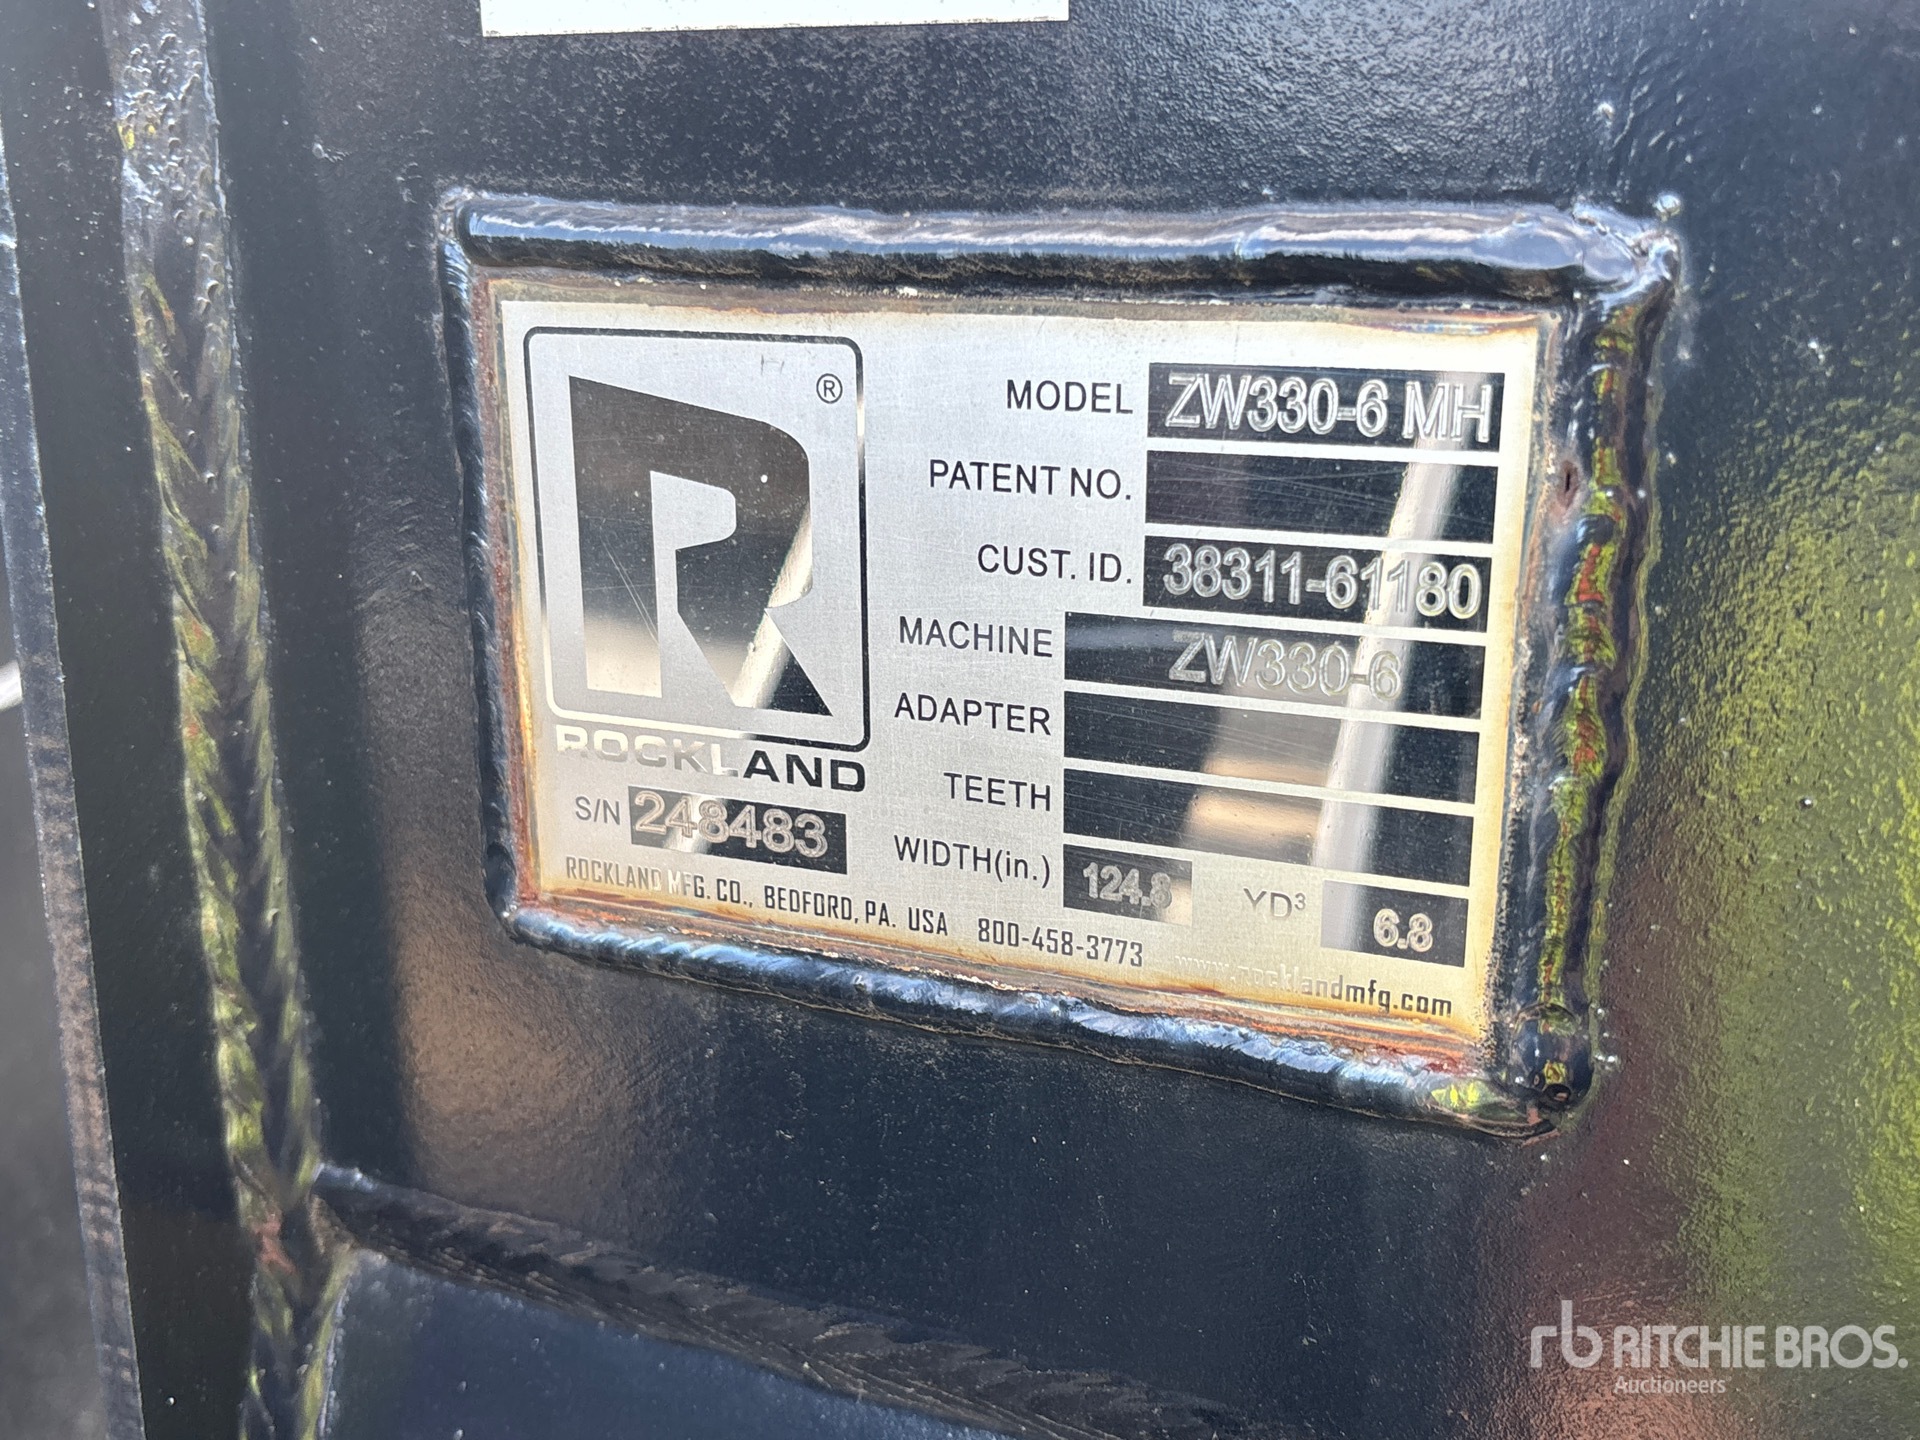 ®
ROCKLAND
S/N 248483
MODEL ZW330-6 MH
PATENT NO.
CUST. ID. 38311-61180
MACHINE ZW330-6
ADAPTER
TEETH
WIDTH(in.) 124.8 YD³ 6.8
ROCKLAND MFG. CO., BEDFORD, PA. USA 800-458-3773
www.rocklandmfg.com
rb RITCHIE BROS.
Auctioneers